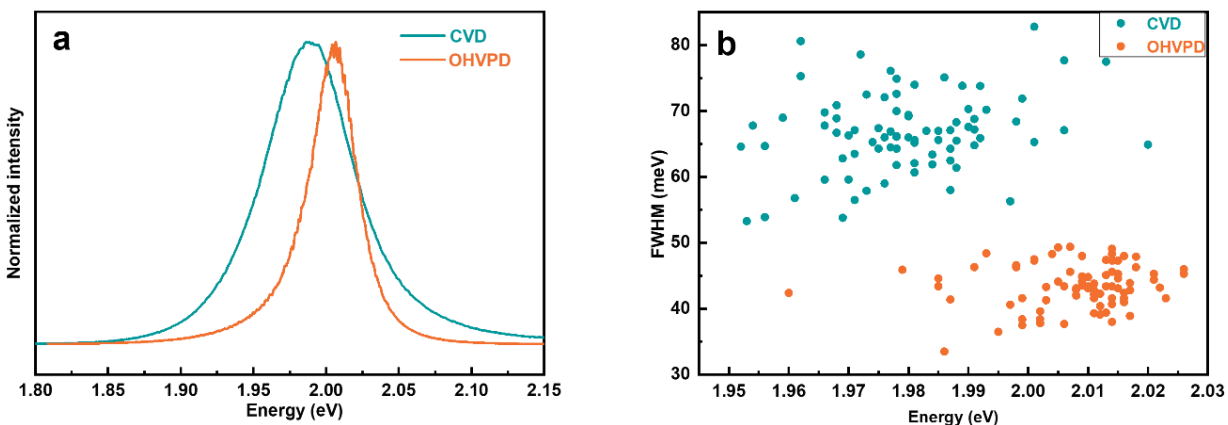 a
CVD
OHVPD
Normalized intensity
1.80 1.85 1.90 1.95 2.00 2.05 2.10 2.15
Energy (eV)
b
CVD
OHVPD
FWHM (meV)
80
70
60
50
40
30
1.95 1.96 1.97 1.98 1.99 2.00 2.01 2.02 2.03
Energy (eV)